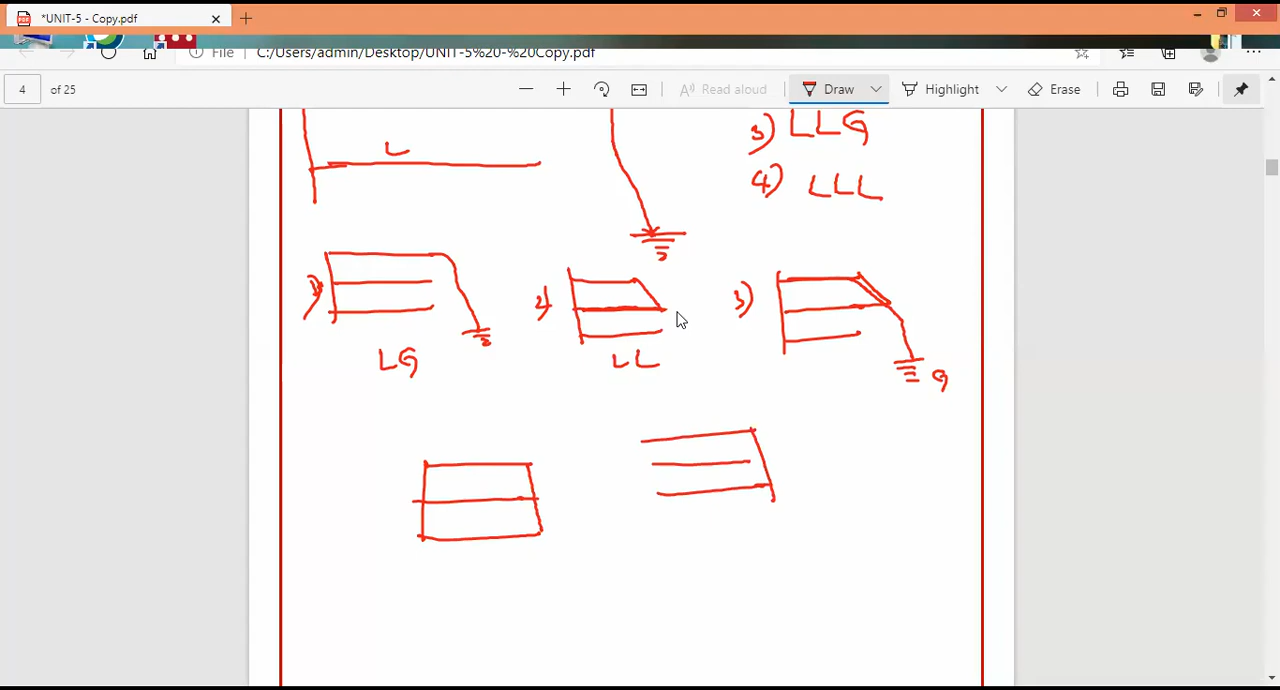 *UNIT-5 - Copy.pdf
File C:/Users/admin/Desktop/UNIT-5%20-%20Copy.pdf
4 of 25 Read aloud Draw Highlight Erase
L
3) LLG
4) LLL
1)
2)
3)
LG
LL
G